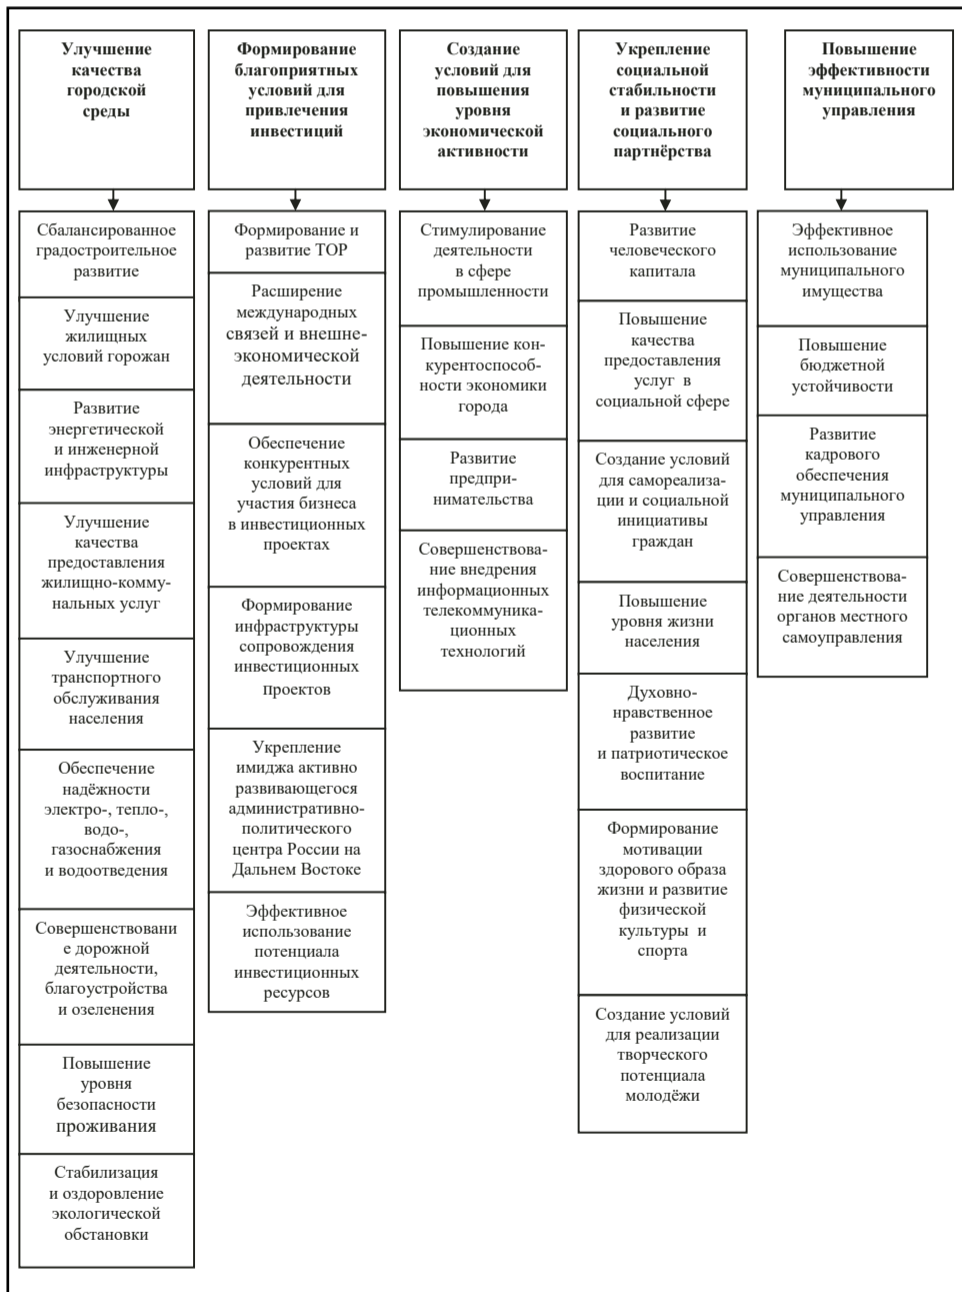 Улучшение
качества
городской
среды
Формирование
благоприятных
условий для
привлечения
инвестиций
Создание
условий для
повышения
уровня
экономической
активности
Укрепление
социальной
стабильности
и развитие
социального
партнёрства
Повышение
эффективности
муниципального
управления
Сбалансированное
градостроительное
развитие
Улучшение
жилищных
условий горожан
Развитие
энергетической
и инженерной
инфраструктуры
Улучшение
качества
предоставления
жилищно-комму-
нальных услуг
Улучшение
транспортного
обслуживания
населения
Обеспечение
надёжности
электро-, тепло-,
водо-,
газоснабжения
и водоотведения
Совершенствовани
е дорожной
деятельности,
благоустройства
и озеленения
Повышение
уровня
безопасности
проживания
Стабилизация
и оздоровление
экологической
обстановки
Формирование и
развитие ТОР
Расширение
международных
связей и внешне-
экономической
деятельности
Обеспечение
конкурентных
условий для
участия бизнеса
в инвестиционных
проектах
Формирование
инфраструктуры
сопровождения
инвестиционных
проектов
Укрепление
имиджа активно
развивающегося
административно-
политического
центра России на
Дальнем Востоке
Эффективное
использование
потенциала
инвестиционных
ресурсов
Стимулирование
деятельности
в сфере
промышленности
Повышение кон-
курентоспособ-
ности экономики
города
Развитие
предпри-
нимательства
Совершенствова-
ние внедрения
информационных
телекоммуника-
ционных
технологий
Развитие
человеческого
капитала
Повышение
качества
предоставления
услуг в
социальной сфере
Создание условий
для самореализа-
ции и социальной
инициативы
граждан
Повышение
уровня жизни
населения
Духовно-
нравственное
развитие
и патриотическое
воспитание
Формирование
мотивации
здорового образа
жизни и развитие
физической
культуры и
спорта
Создание условий
для реализации
творческого
потенциала
молодёжи
Эффективное
использование
муниципального
имущества
Повышение
бюджетной
устойчивости
Развитие
кадрового
обеспечения
муниципального
управления
Совершенствова-
ние деятельности
органов местного
самоуправления